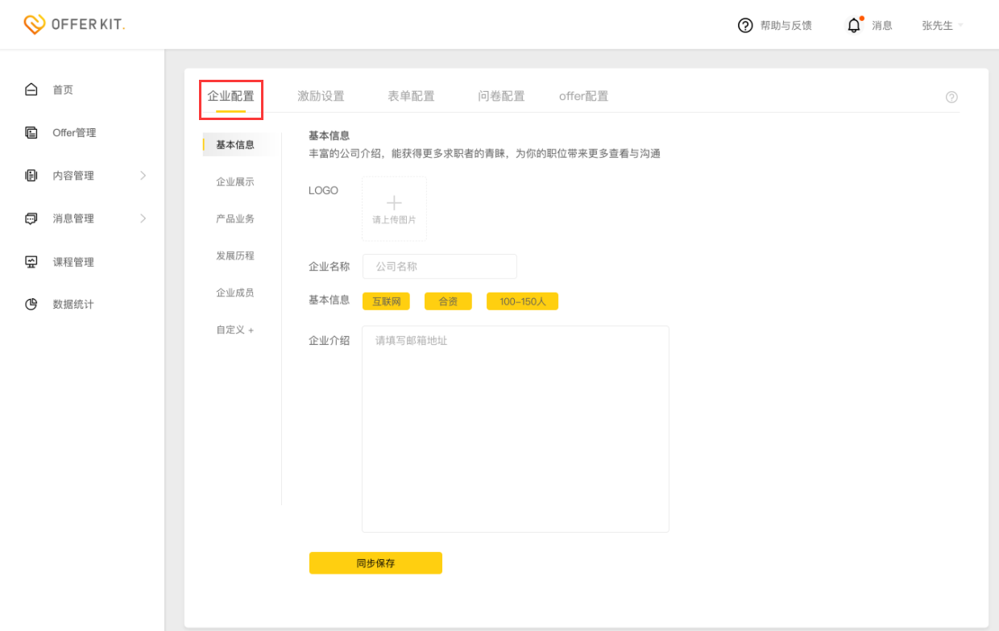 OFFER KIT.
帮助与反馈
消息
张先生
首页
Offer管理
内容管理
消息管理
课程管理
数据统计
企业配置
激励设置
表单配置
问卷配置
offer配置
基本信息
企业展示
产品业务
发展历程
企业成员
自定义 +
基本信息
丰富的公司介绍，能获得更多求职者的青睐，为你的职位带来更多查看与沟通
LOGO
请上传图片
企业名称
公司名称
基本信息
互联网
合资
100-150人
企业介绍
请填写邮箱地址
同步保存